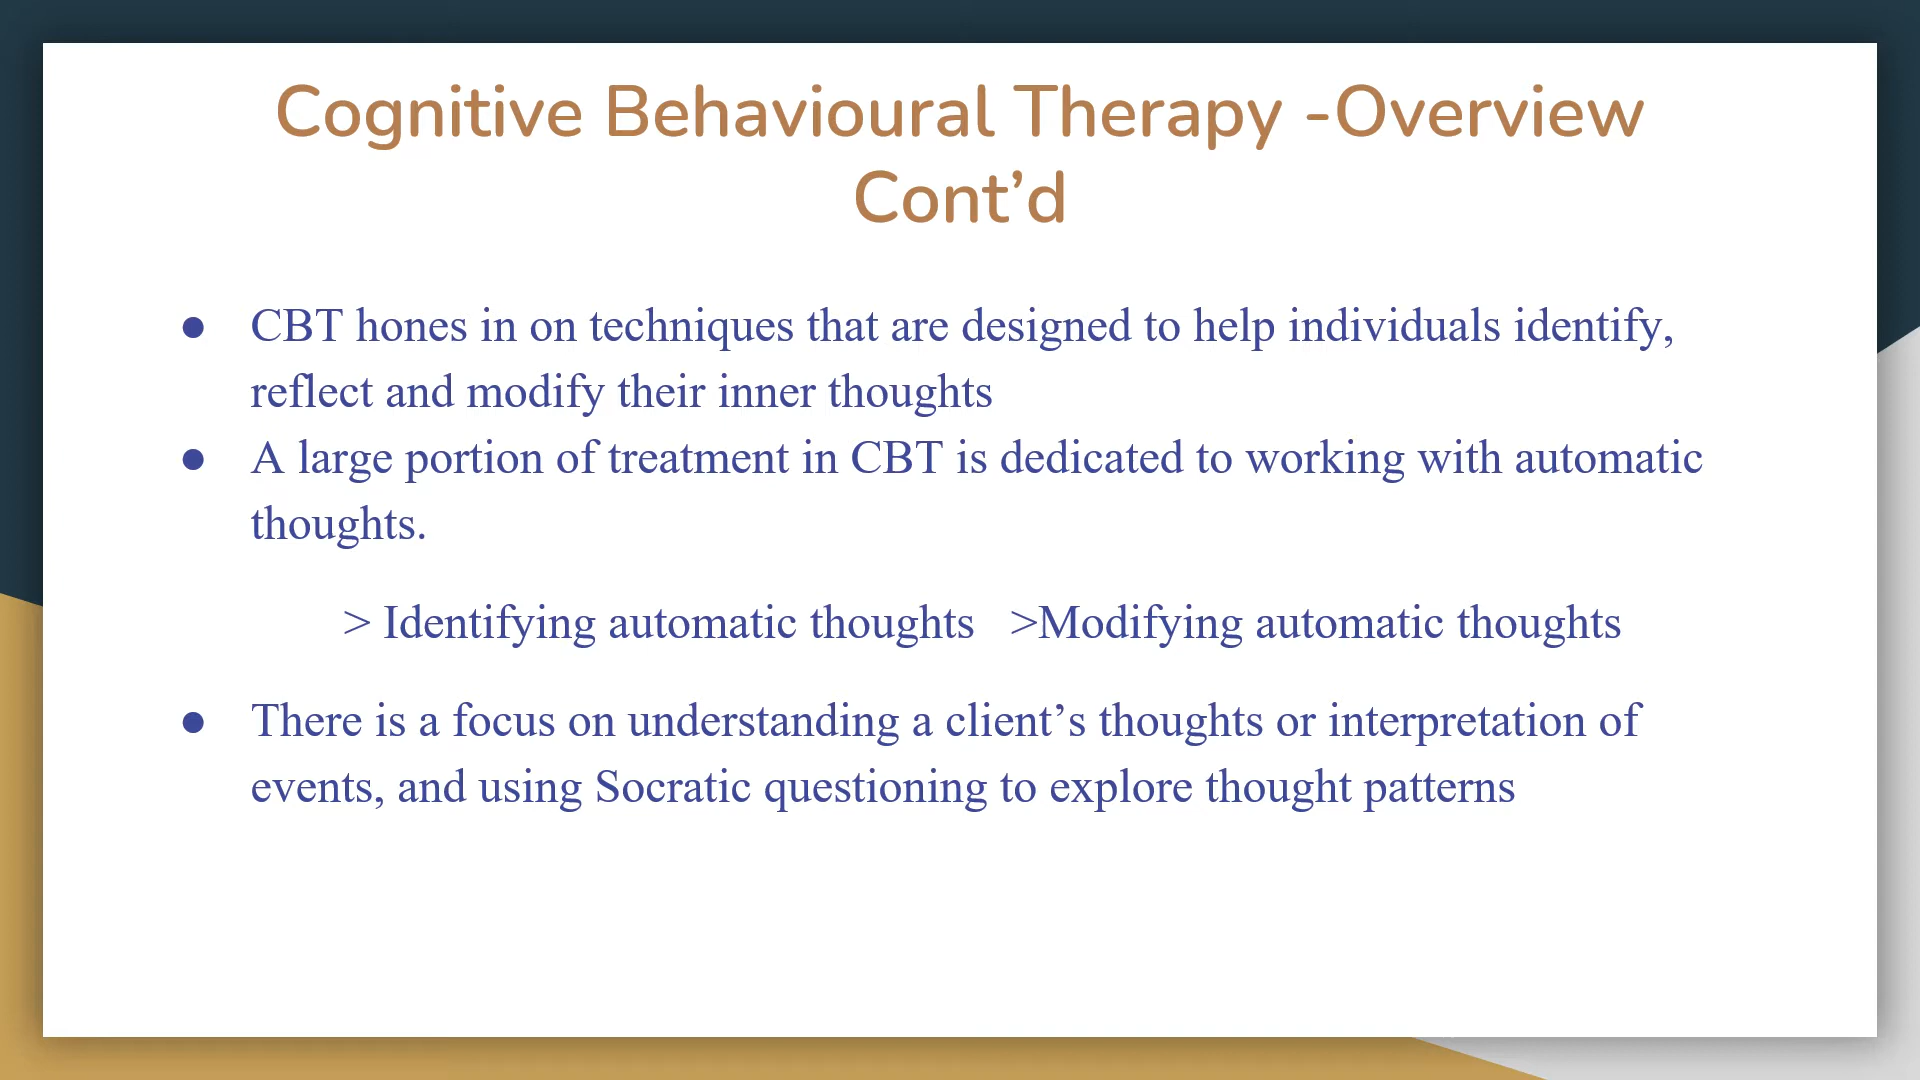 Cognitive Behavioural Therapy -Overview
Cont’d
● CBT hones in on techniques that are designed to help individuals identify,
reflect and modify their inner thoughts
● A large portion of treatment in CBT is dedicated to working with automatic
thoughts.
> Identifying automatic thoughts >Modifying automatic thoughts
● There is a focus on understanding a client’s thoughts or interpretation of
events, and using Socratic questioning to explore thought patterns